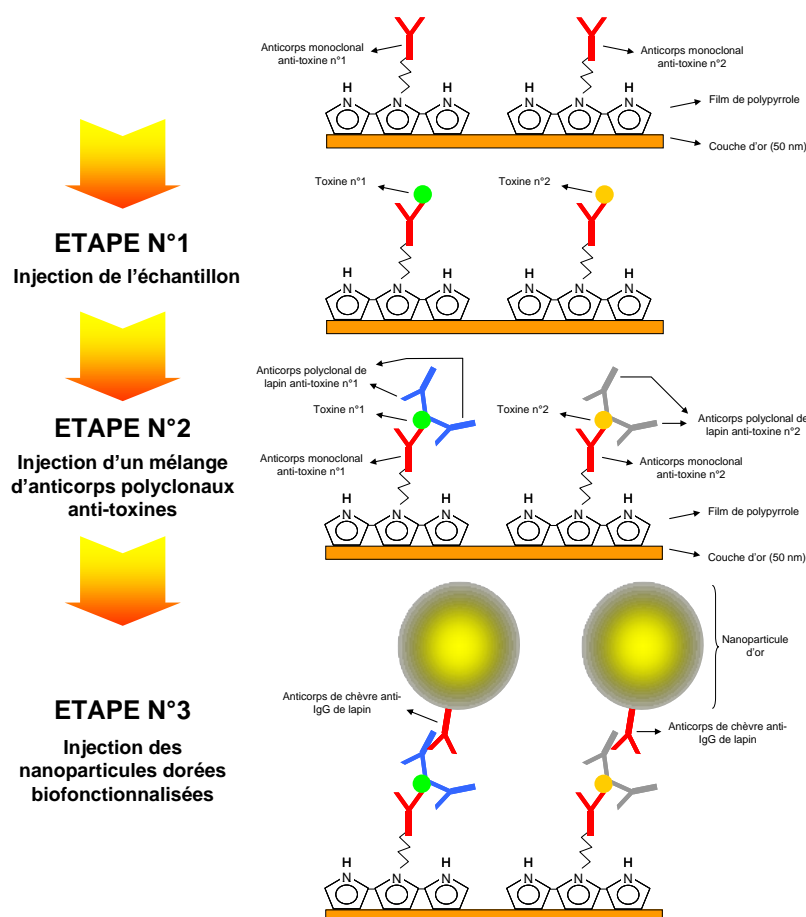 Anticorps monoclonal
anti-toxine n°1
Anticorps monoclonal
anti-toxine n°2
H
N
N
H
N
H
N
N
H
N
Film de polypyrrole
Couche d'or (50 nm)
Toxine n°1
Toxine n°2
ETAPE N°1
Injection de l'échantillon
H
N
N
H
N
H
N
N
H
N
Anticorps polyclonal de
lapin anti-toxine n°1
Toxine n°1
Toxine n°2
Anticorps polyclonal de
lapin anti-toxine n°2
ETAPE N°2
Injection d'un mélange
d'anticorps polyclonaux
anti-toxines
Anticorps monoclonal
anti-toxine n°1
Anticorps monoclonal
anti-toxine n°2
H
N
N
H
N
H
N
N
H
N
Film de polypyrrole
Couche d'or (50 nm)
Nanoparticule
d'or
ETAPE N°3
Injection des
nanoparticules dorées
biofonctionnalisées
Anticorps de chèvre anti-
IgG de lapin
Anticorps de chèvre anti-
IgG de lapin
H
N
N
H
N
H
N
N
H
N